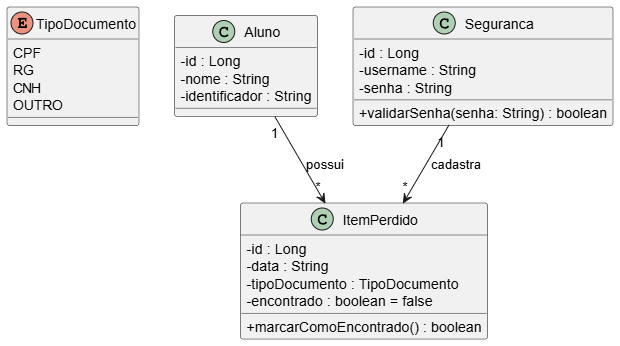 E TipoDocumento
CPF
RG
CNH
OUTRO
C Aluno
-id : Long
-nome : String
-identificador : String
C Seguranca
-id : Long
-username : String
-senha : String
+validarSenha(senha: String) : boolean
1
possui
*
1
cadastra
*
C ItemPerdido
-id : Long
-data : String
-tipoDocumento : TipoDocumento
-encontrado : boolean = false
+marcarComoEncontrado() : boolean